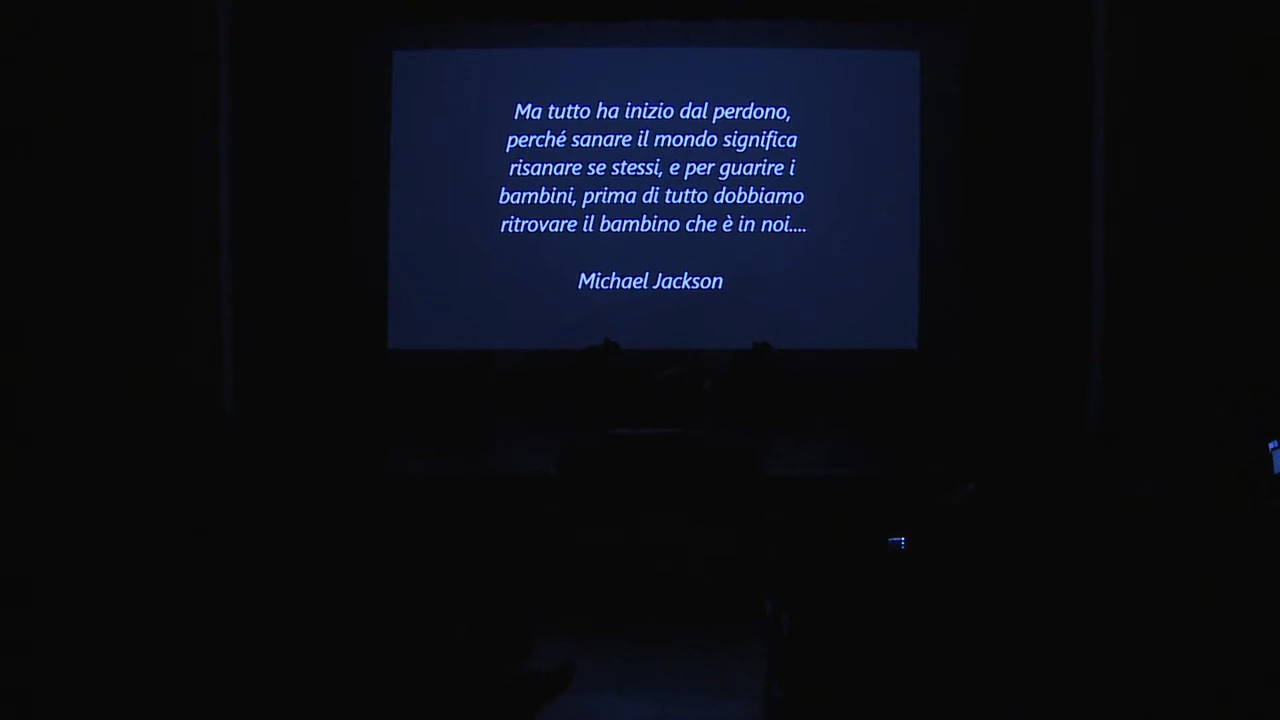 Ma tutto ha inizio dal perdono,
perché sanare il mondo significa
risanare se stessi, e per guarire i
bambini, prima di tutto dobbiamo
ritrovare il bambino che è in noi....
Michael Jackson